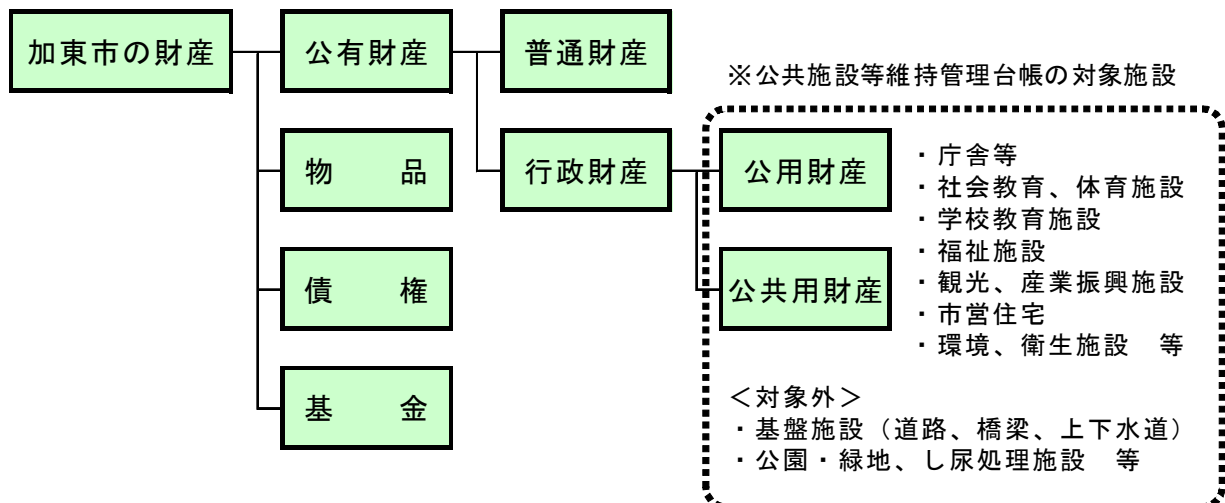 加東市の財産
公有財産
普通財産
※公共施設等維持管理台帳の対象施設
物　　品
行政財産
公用財産
・庁舎等
・社会教育、体育施設
・学校教育施設
・福祉施設
・観光、産業振興施設
・市営住宅
・環境、衛生施設　等
債　　権
公共用財産
基　　金
＜対象外＞
・基盤施設（道路、橋梁、上下水道）
・公園・緑地、し尿処理施設　等